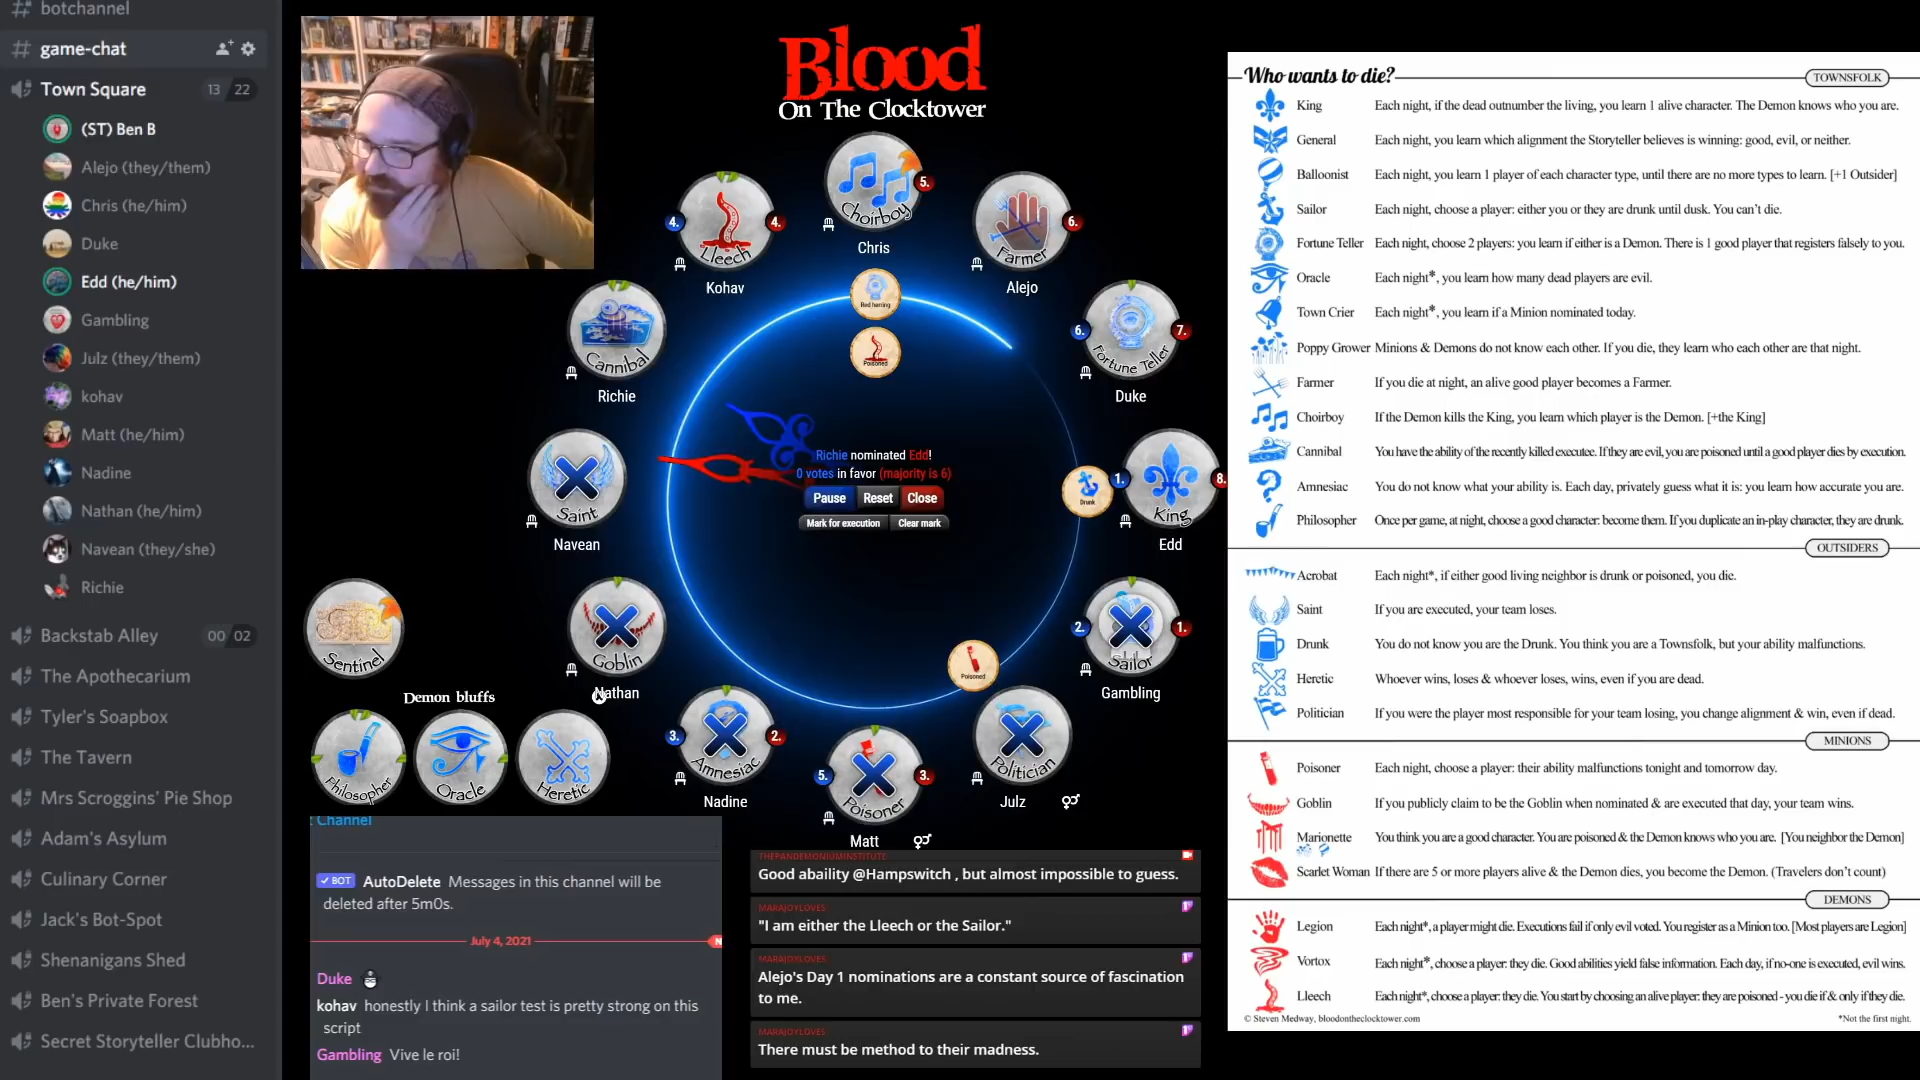 botchannel
game-chat
Town Square 13 22
(ST) Ben B
Alejo (they/them)
Chris (he/him)
Duke
Edd (he/him)
Gambling
Julz (they/them)
kohav
Matt (he/him)
Nadine
Nathan (he/him)
Navean (they/she)
Richie
Backstab Alley 00 02
The Apothecarium
Tyler's Soapbox
The Tavern
Mrs Scroggins' Pie Shop
Adam's Asylum
Culinary Corner
Jack's Bot-Spot
Shenanigans Shed
Ben's Private Forest
Secret Storyteller Clubho...
Blood
On The Clocktower
Choirboy
5.
Chris
4. Lleech 4.
Kohav
Farmer 6.
Alejo
Red herring
Poisoned
Cannibal
Richie
6. Fortune Teller 7.
Duke
Saint
Navean
Richie nominated Edd!
0 votes in favor (majority is 6)
Pause Reset Close
Mark for execution Clear mark
Drunk
1. King 8.
Edd
Sentinel
Goblin
Nathan
Poisoned
2. Sailor 1.
Gambling
Demon bluffs
Philosopher
Oracle
Heretic
3. Amnesiac 2.
Nadine
5. Poisoner 3.
Matt
Politician
Julz
Channel
BOT AutoDelete Messages in this channel will be
deleted after 5m0s.
July 4, 2021
Duke
kohav honestly I think a sailor test is pretty strong on this
script
Gambling Vive le roi!
THEPANDEMONIUMINSTITUTE
Good abaility @Hampswitch , but almost impossible to guess.
MARAJOYLOVES
"I am either the Lleech or the Sailor."
MARAJOYLOVES
Alejo's Day 1 nominations are a constant source of fascination
to me.
MARAJOYLOVES
There must be method to their madness.
Who wants to die?
TOWNSFOLK
King Each night, if the dead outnumber the living, you learn 1 alive character. The Demon knows who you are.
General Each night, you learn which alignment the Storyteller believes is winning: good, evil, or neither.
Balloonist Each night, you learn 1 player of each character type, until there are no more types to learn. [+1 Outsider]
Sailor Each night, choose a player: either you or they are drunk until dusk. You can't die.
Fortune Teller Each night, choose 2 players: you learn if either is a Demon. There is 1 good player that registers falsely to you.
Oracle Each night*, you learn how many dead players are evil.
Town Crier Each night*, you learn if a Minion nominated today.
Poppy Grower Minions & Demons do not know each other. If you die, they learn who each other are that night.
Farmer If you die at night, an alive good player becomes a Farmer.
Choirboy If the Demon kills the King, you learn which player is the Demon. [+the King]
Cannibal You have the ability of the recently killed executee. If they are evil, you are poisoned until a good player dies by execution.
Amnesiac You do not know what your ability is. Each day, privately guess what it is: you learn how accurate you are.
Philosopher Once per game, at night, choose a good character: become them. If you duplicate an in-play character, they are drunk.
OUTSIDERS
Acrobat Each night*, if either good living neighbor is drunk or poisoned, you die.
Saint If you are executed, your team loses.
Drunk You do not know you are the Drunk. You think you are a Townsfolk, but your ability malfunctions.
Heretic Whoever wins, loses & whoever loses, wins, even if you are dead.
Politician If you were the player most responsible for your team losing, you change alignment & win, even if dead.
MINIONS
Poisoner Each night, choose a player: their ability malfunctions tonight and tomorrow day.
Goblin If you publicly claim to be the Goblin when nominated & are executed that day, your team wins.
Marionette You think you are a good character. You are poisoned & the Demon knows who you are. [You neighbor the Demon]
Scarlet Woman If there are 5 or more players alive & the Demon dies, you become the Demon. (Travelers don't count)
DEMONS
Legion Each night*, a player might die. Executions fail if only evil voted. You register as a Minion too. [Most players are Legion]
Vortox Each night*, choose a player: they die. Good abilities yield false information. Each day, if no-one is executed, evil wins.
Lleech Each night*, choose a player: they die. You start by choosing an alive player: they are poisoned - you die if & only if they die.
© Steven Medway, bloodontheclocktower.com *Not the first night.